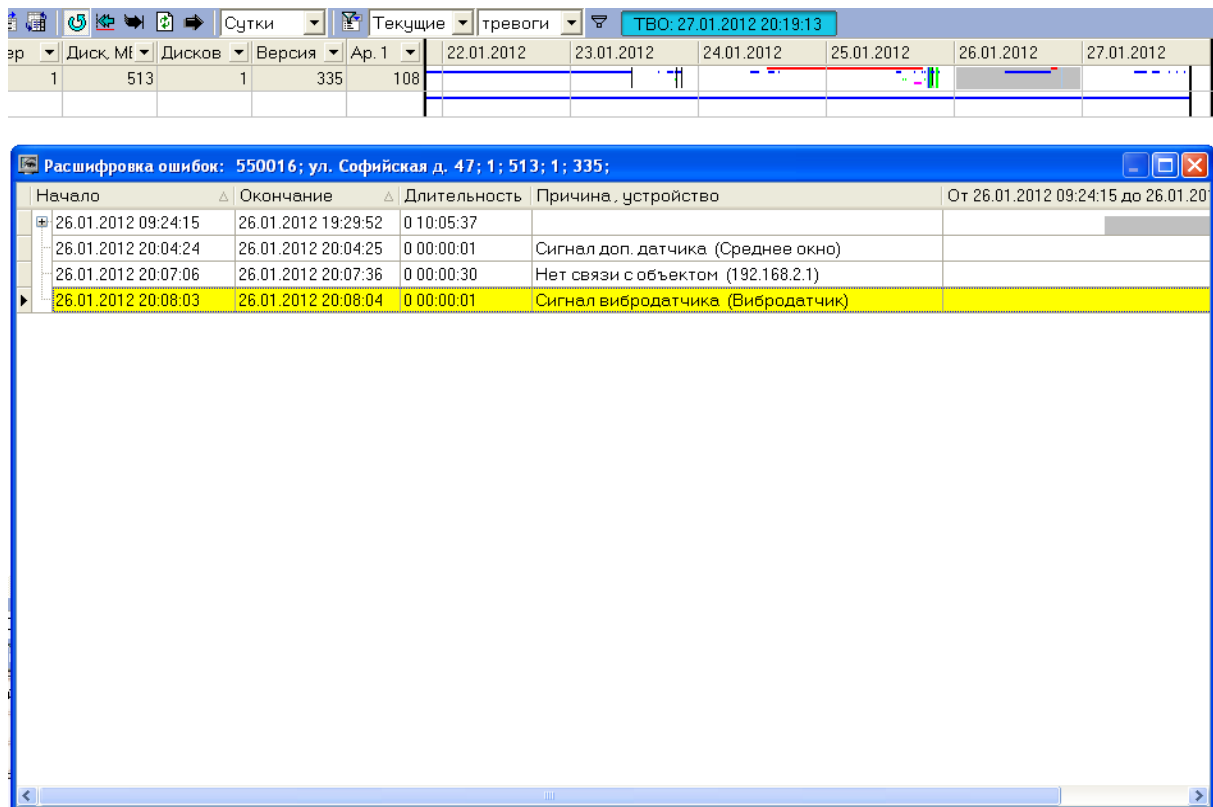 Сутки Текущие тревоги ТВО: 27.01.2012 20:19:13
ер Диск, МЕ Дисков Версия Ар. 1 22.01.2012 23.01.2012 24.01.2012 25.01.2012 26.01.2012 27.01.2012
1 513 1 335 108
Расшифровка ошибок: 550016; ул. Софийская д. 47; 1; 513; 1; 335;
Начало Окончание Длительность Причина, устройство От 26.01.2012 09:24:15 до 26.01.20
26.01.2012 09:24:15 26.01.2012 19:29:52 0 10:05:37
26.01.2012 20:04:24 26.01.2012 20:04:25 0 00:00:01 Сигнал доп. датчика (Среднее окно)
26.01.2012 20:07:06 26.01.2012 20:07:36 0 00:00:30 Нет связи с объектом (192.168.2.1)
26.01.2012 20:08:03 26.01.2012 20:08:04 0 00:00:01 Сигнал вибродатчика (Вибродатчик)